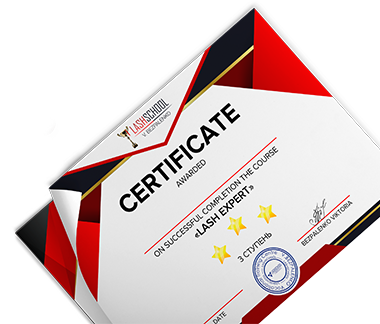 LASHSCHOOL
V. BEZPALENKO
CERTIFICATE
AWARDED
ON SUCCESSFUL COMPLETION THE COURSE
«LASH EXPERT»
3 СТУПЕНЬ
BEZPALENKO VIKTORIA
DATE